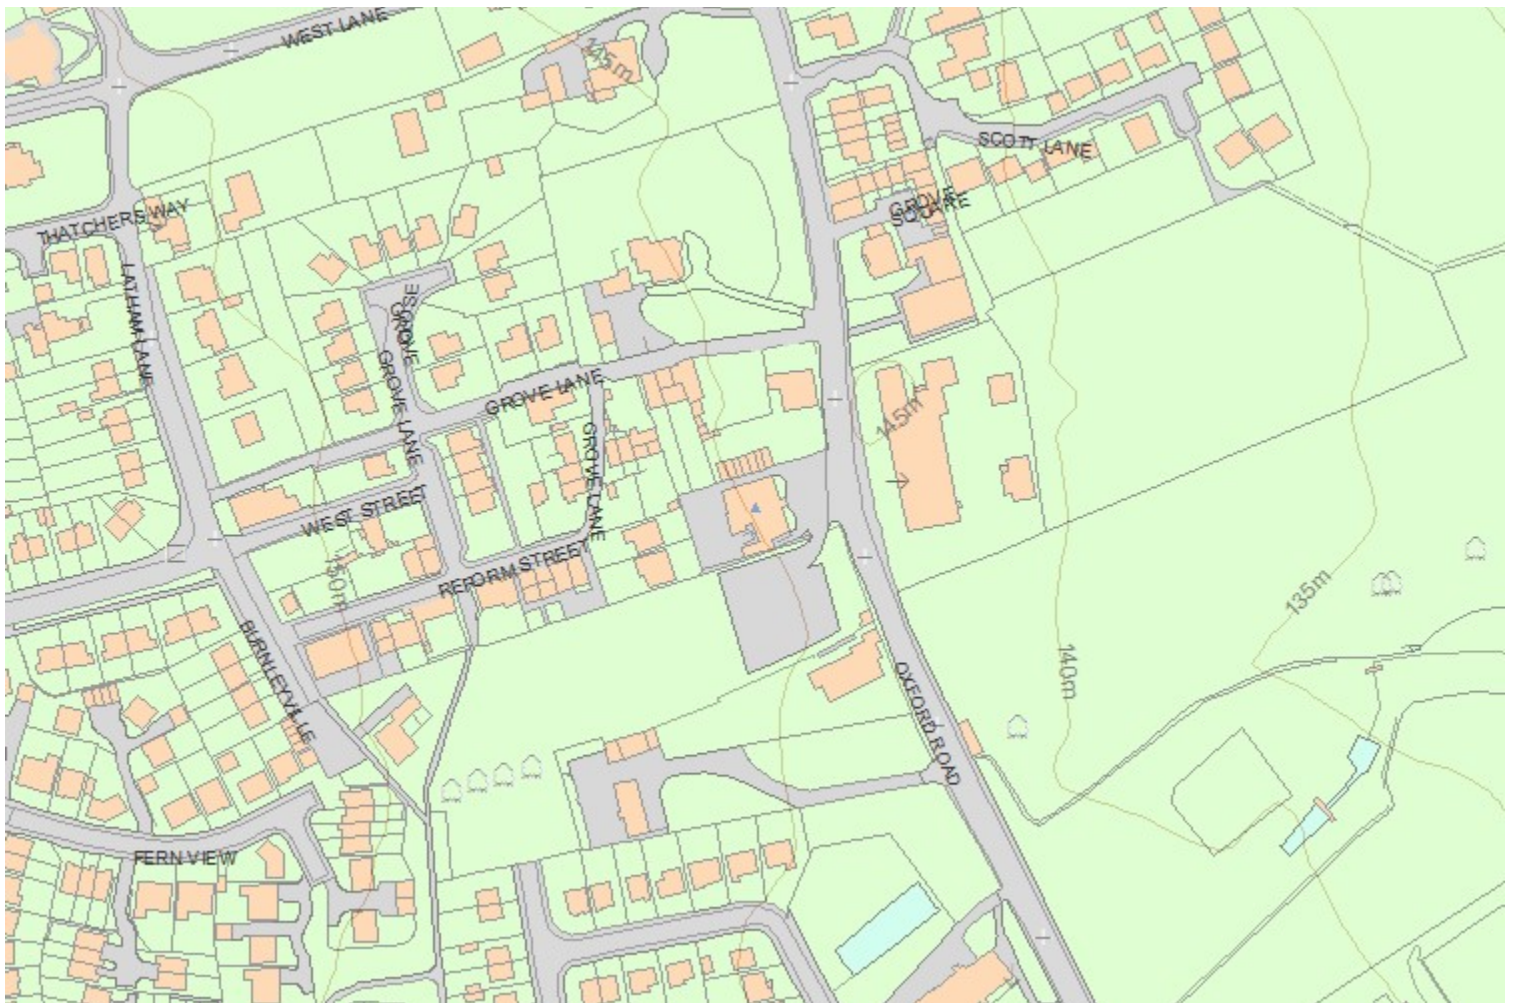 WEST LANE
145m
SCOTT LANE
THATCHERS WAY
GROVE
SQUARE
LATHAM LANE
GROVE
CLOSE
GROVE LANE
GROVE LANE
145m
GROVE LANE
WEST STREET
REFORM STREET
150m
135m
BURNLEYVILLE
140m
OXFORD ROAD
FERN VIEW